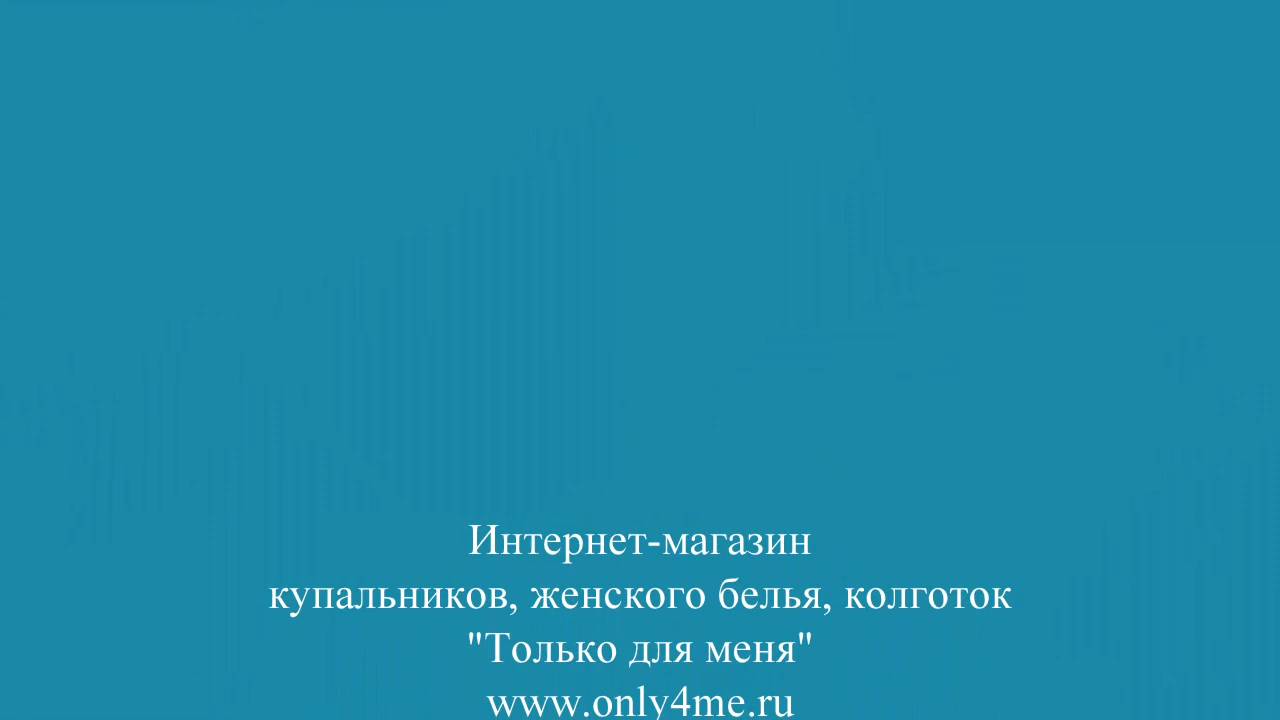 Интернет-магазин
купальников, женского белья, колготок
"Только для меня"
www.only4me.ru